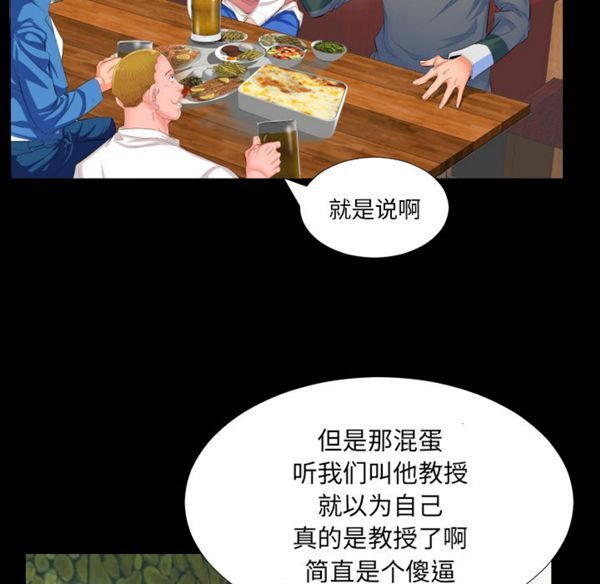 就是说啊
但是那混蛋
听我们叫他教授
就以为自己
真的是教授了啊
简直是个傻逼